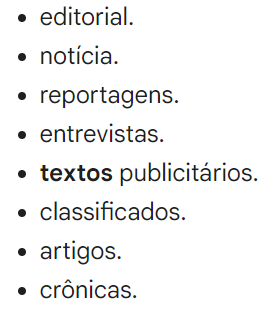 • editorial.
• notícia.
• reportagens.
• entrevistas.
• textos publicitários.
• classificados.
• artigos.
• crônicas.